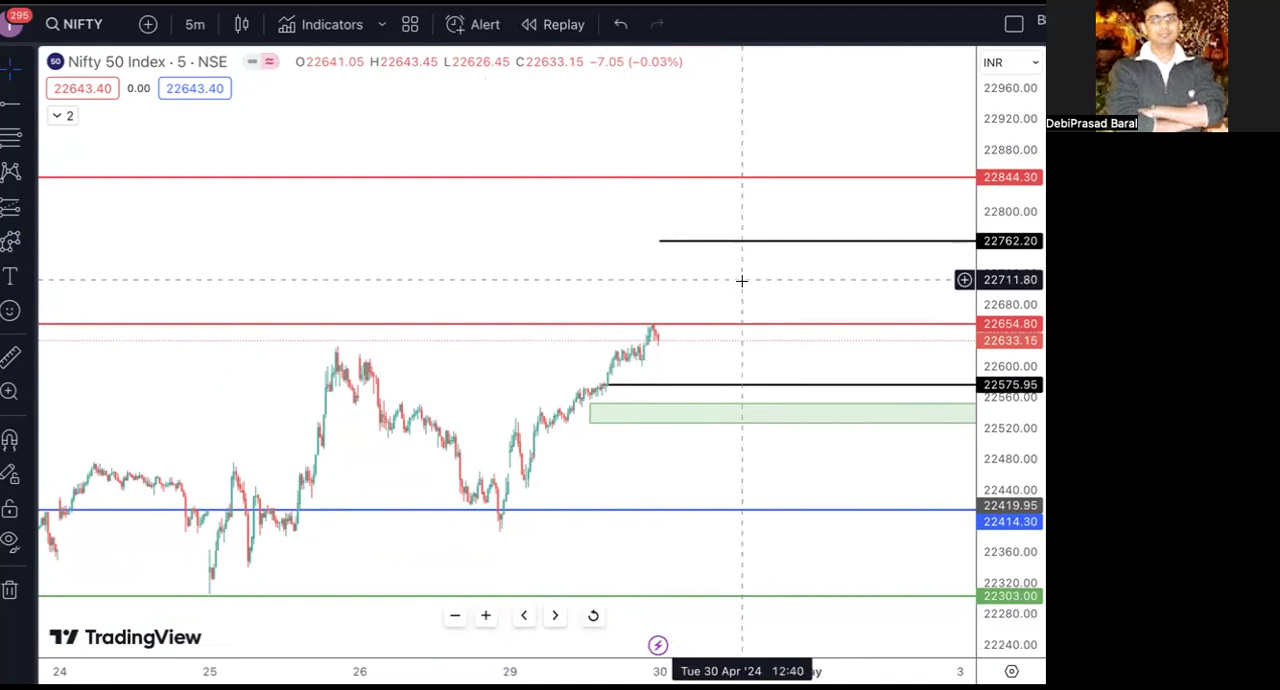 295
NIFTY
5m
Indicators
Alert
Replay
B
Nifty 50 Index · 5 · NSE
O22641.05 H22643.45 L22626.45 C22633.15 −7.05 (−0.03%)
22643.40 0.00 22643.40
2
INR
22960.00
22920.00
22880.00
22844.30
22800.00
22762.20
22711.80
22680.00
22654.80
22633.15
22600.00
22575.95
22560.00
22520.00
22480.00
22440.00
22419.95
22414.30
22360.00
22320.00
22303.00
22280.00
22240.00
TradingView
24 25 26 29 30 Tue 30 Apr '24 12:40 3
DebiPrasad Baral